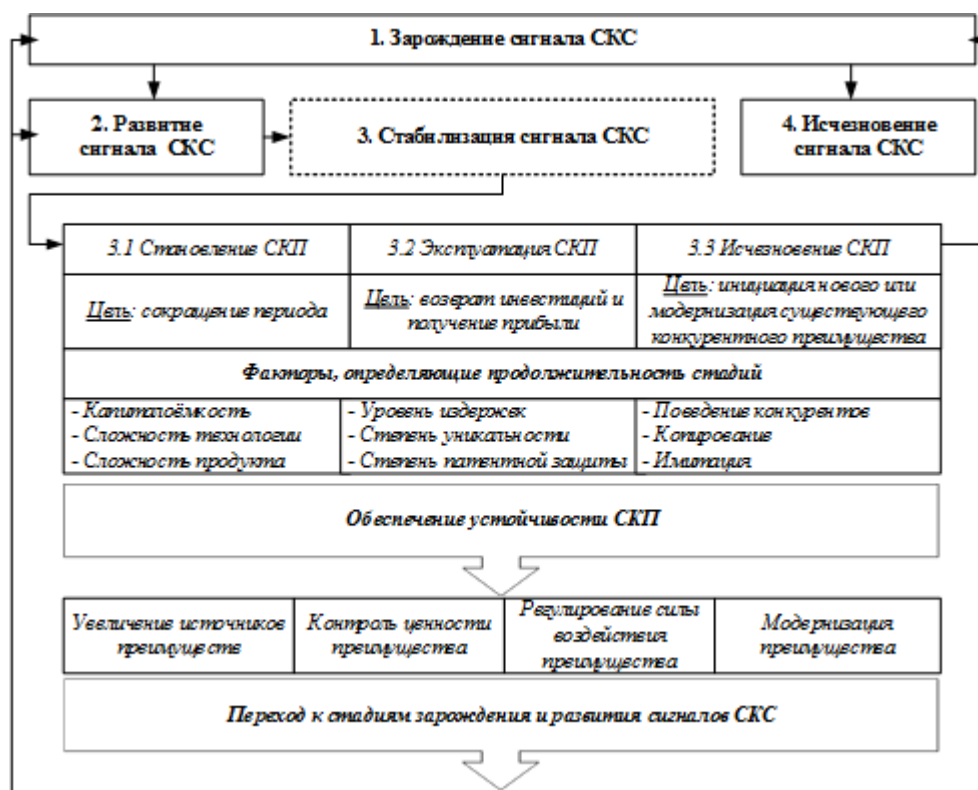 1. Зарождение сигнала СКС
2. Развитие
сигнала СКС
3. Стабилизация сигнала СКС
4. Исчезновение
сигнала СКС
3.1 Становление СКП
3.2 Эксплуатация СКП
3.3 Исчезновение СКП
Цель: сокращение периода
Цель: возврат инвестиций и
получение прибыли
Цель: инициация нового или
модернизация существующего
конкурентного преимущества
Факторы, определяющие продолжительность стадий
- Капиталоёмкость
- Сложность технологии
- Сложность продукта
- Уровень издержек
- Степень уникальности
- Степень патентной защиты
- Поведение конкурентов
- Копирование
- Имитация
Обеспечение устойчивости СКП
Увеличение источников
преимуществ
Контроль ценности
преимущества
Регулирование силы
воздействия
преимущества
Модернизация
преимущества
Переход к стадиям зарождения и развития сигналов СКС